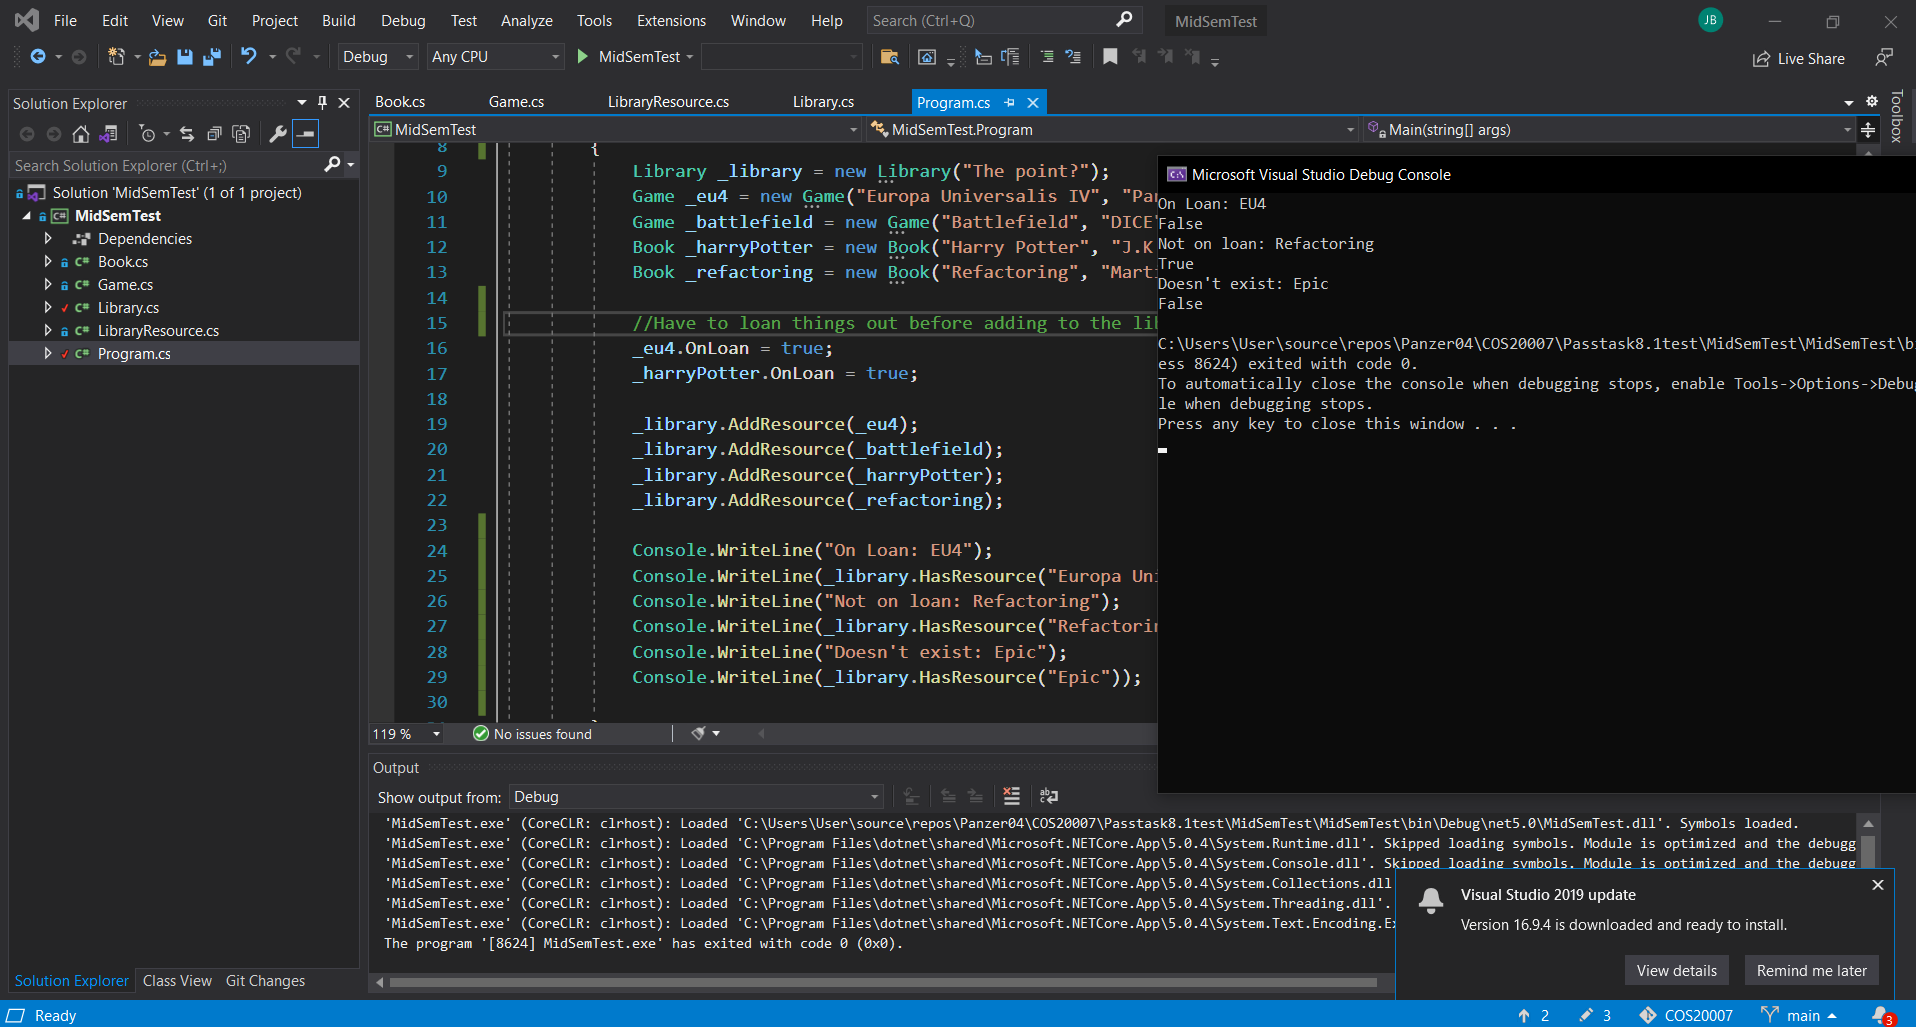 File Edit View Git Project Build Debug Test Analyze Tools Extensions Window Help Search (Ctrl+Q) MidSemTest JB
Debug Any CPU MidSemTest Live Share
Solution Explorer
Search Solution Explorer (Ctrl+;)
Solution 'MidSemTest' (1 of 1 project)
MidSemTest
Dependencies
Book.cs
Game.cs
Library.cs
LibraryResource.cs
Program.cs
Solution Explorer Class View Git Changes
Book.cs Game.cs LibraryResource.cs Library.cs Program.cs
MidSemTest MidSemTest.Program Main(string[] args)
Toolbox
8 {
9 Library _library = new Library("The point?");
10 Game _eu4 = new Game("Europa Universalis IV", "Par
11 Game _battlefield = new Game("Battlefield", "DICE"
12 Book _harryPotter = new Book("Harry Potter", "J.K
13 Book _refactoring = new Book("Refactoring", "Marti
14
15 //Have to loan things out before adding to the lib
16 _eu4.OnLoan = true;
17 _harryPotter.OnLoan = true;
18
19 _library.AddResource(_eu4);
20 _library.AddResource(_battlefield);
21 _library.AddResource(_harryPotter);
22 _library.AddResource(_refactoring);
23
24 Console.WriteLine("On Loan: EU4");
25 Console.WriteLine(_library.HasResource("Europa Uni
26 Console.WriteLine("Not on loan: Refactoring");
27 Console.WriteLine(_library.HasResource("Refactorin
28 Console.WriteLine("Doesn't exist: Epic");
29 Console.WriteLine(_library.HasResource("Epic"));
30
119 % No issues found
Microsoft Visual Studio Debug Console
On Loan: EU4
False
Not on loan: Refactoring
True
Doesn't exist: Epic
False
C:\Users\User\source\repos\Panzer04\COS20007\Passtask8.1test\MidSemTest\MidSemTest\bi
ess 8624) exited with code 0.
To automatically close the console when debugging stops, enable Tools->Options->Debug
le when debugging stops.
Press any key to close this window . . .
Output
Show output from: Debug
'MidSemTest.exe' (CoreCLR: clrhost): Loaded 'C:\Users\User\source\repos\Panzer04\COS20007\Passtask8.1test\MidSemTest\MidSemTest\bin\Debug\net5.0\MidSemTest.dll'. Symbols loaded.
'MidSemTest.exe' (CoreCLR: clrhost): Loaded 'C:\Program Files\dotnet\shared\Microsoft.NETCore.App\5.0.4\System.Runtime.dll'. Skipped loading symbols. Module is optimized and the debugg
'MidSemTest.exe' (CoreCLR: clrhost): Loaded 'C:\Program Files\dotnet\shared\Microsoft.NETCore.App\5.0.4\System.Console.dll'. Skipped loading symbols. Module is optimized and the debugg
'MidSemTest.exe' (CoreCLR: clrhost): Loaded 'C:\Program Files\dotnet\shared\Microsoft.NETCore.App\5.0.4\System.Collections.dll
'MidSemTest.exe' (CoreCLR: clrhost): Loaded 'C:\Program Files\dotnet\shared\Microsoft.NETCore.App\5.0.4\System.Threading.dll'.
'MidSemTest.exe' (CoreCLR: clrhost): Loaded 'C:\Program Files\dotnet\shared\Microsoft.NETCore.App\5.0.4\System.Text.Encoding.Ex
The program '[8624] MidSemTest.exe' has exited with code 0 (0x0).
Visual Studio 2019 update
Version 16.9.4 is downloaded and ready to install.
View details Remind me later
Ready 2 3 COS20007 main 3